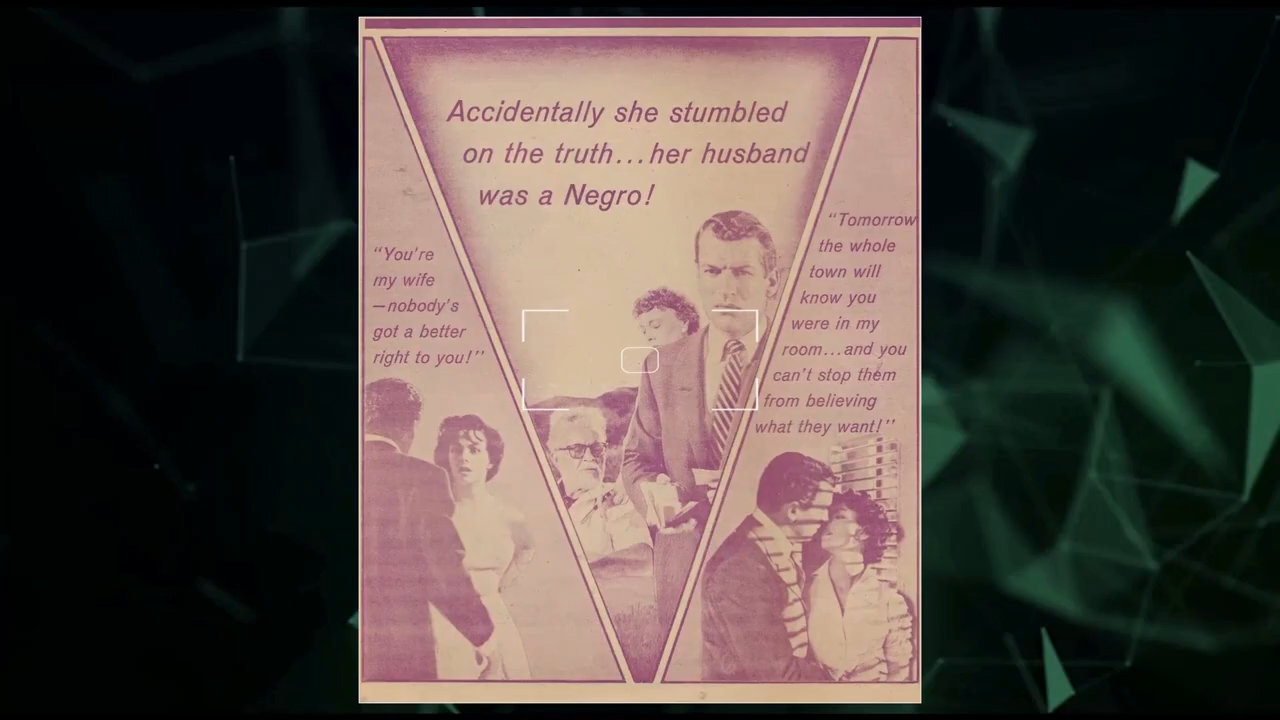 Accidentally she stumbled
on the truth...her husband
was a Negro!
"You're
my wife
—nobody's
got a better
right to you!"
"Tomorrow
the whole
town will
know you
were in my
room...and you
can't stop them
from believing
what they want!"